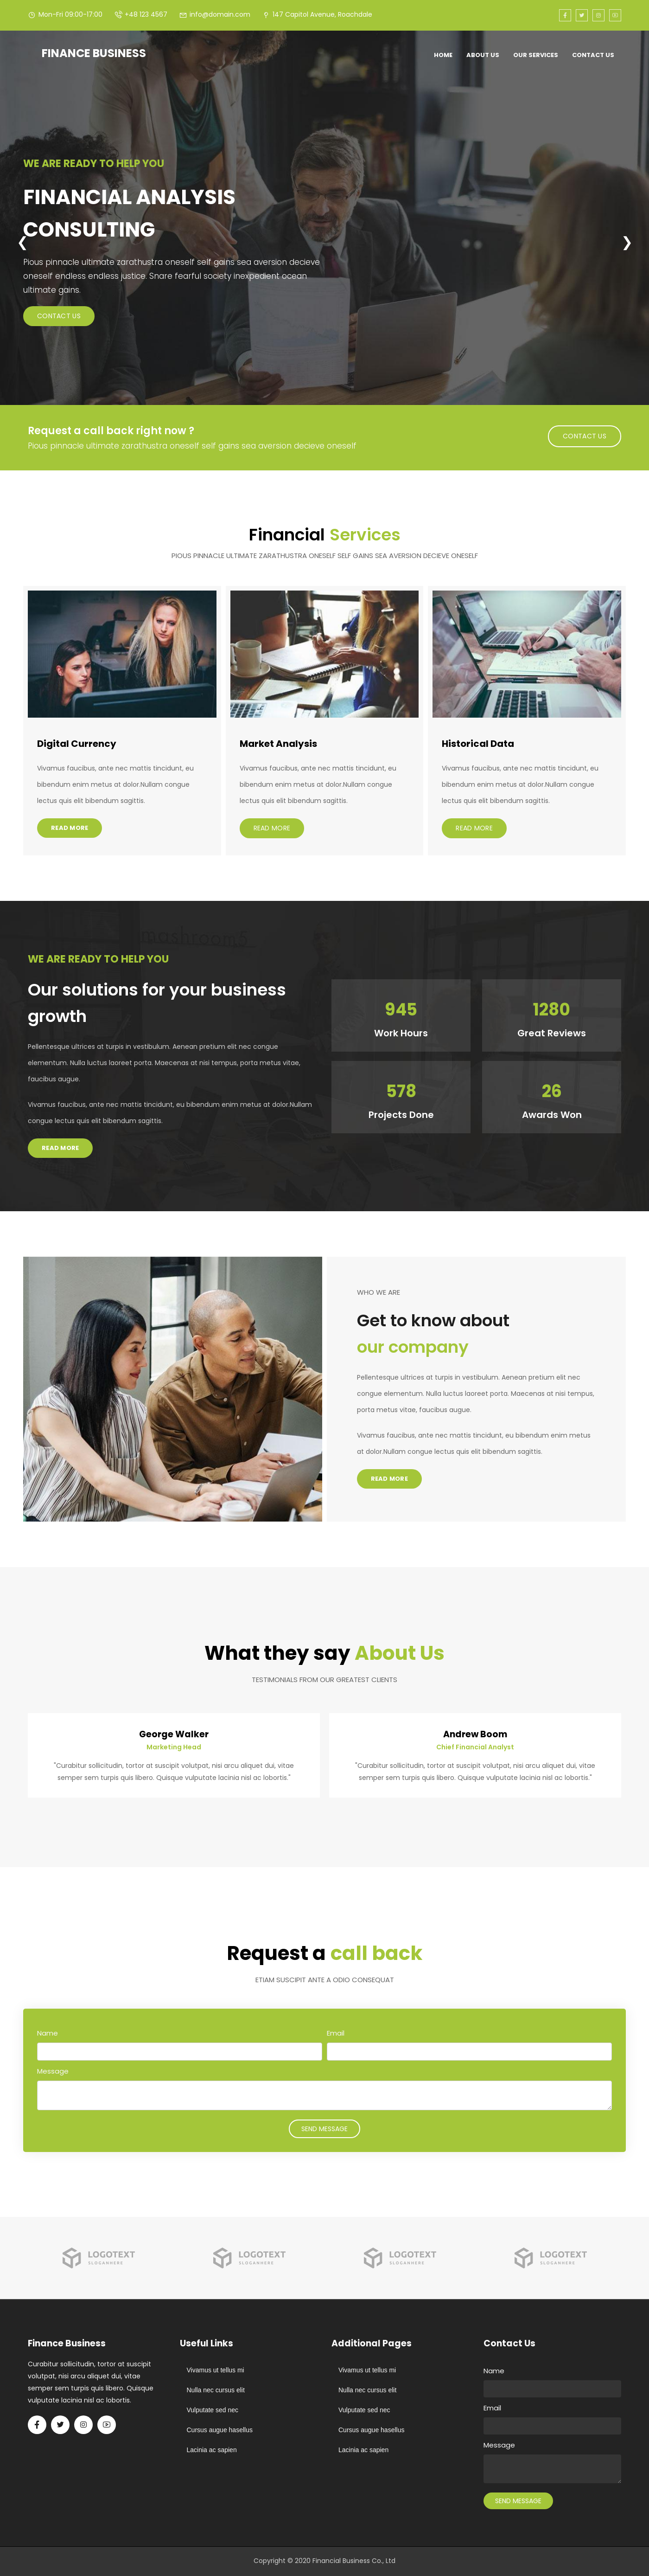 Mon-Fri 09:00-17:00 +48 123 4567 info@domain.com 147 Capitol Avenue, Roachdale
FINANCE BUSINESS
HOME ABOUT US OUR SERVICES CONTACT US
WE ARE READY TO HELP YOU
FINANCIAL ANALYSIS
CONSULTING
Pious pinnacle ultimate zarathustra oneself self gains sea aversion decieve
oneself endless endless justice. Snare fearful society inexpedient ocean
ultimate gains.
CONTACT US
Request a call back right now ?
Pious pinnacle ultimate zarathustra oneself self gains sea aversion decieve oneself
CONTACT US
Financial Services
PIOUS PINNACLE ULTIMATE ZARATHUSTRA ONESELF SELF GAINS SEA AVERSION DECIEVE ONESELF
Digital Currency
Vivamus faucibus, ante nec mattis tincidunt, eu
bibendum enim metus at dolor.Nullam congue
lectus quis elit bibendum sagittis.
READ MORE
Market Analysis
Vivamus faucibus, ante nec mattis tincidunt, eu
bibendum enim metus at dolor.Nullam congue
lectus quis elit bibendum sagittis.
READ MORE
Historical Data
Vivamus faucibus, ante nec mattis tincidunt, eu
bibendum enim metus at dolor.Nullam congue
lectus quis elit bibendum sagittis.
READ MORE
WE ARE READY TO HELP YOU
Our solutions for your business
growth
Pellentesque ultrices at turpis in vestibulum. Aenean pretium elit nec congue
elementum. Nulla luctus laoreet porta. Maecenas at nisi tempus, porta metus vitae,
faucibus augue.
Vivamus faucibus, ante nec mattis tincidunt, eu bibendum enim metus at dolor.Nullam
congue lectus quis elit bibendum sagittis.
READ MORE
945
Work Hours
1280
Great Reviews
578
Projects Done
26
Awards Won
WHO WE ARE
Get to know about
our company
Pellentesque ultrices at turpis in vestibulum. Aenean pretium elit nec
congue elementum. Nulla luctus laoreet porta. Maecenas at nisi tempus,
porta metus vitae, faucibus augue.
Vivamus faucibus, ante nec mattis tincidunt, eu bibendum enim metus
at dolor.Nullam congue lectus quis elit bibendum sagittis.
READ MORE
What they say About Us
TESTIMONIALS FROM OUR GREATEST CLIENTS
George Walker
Marketing Head
"Curabitur sollicitudin, tortor at suscipit volutpat, nisi arcu aliquet dui, vitae
semper sem turpis quis libero. Quisque vulputate lacinia nisl ac lobortis."
Andrew Boom
Chief Financial Analyst
"Curabitur sollicitudin, tortor at suscipit volutpat, nisi arcu aliquet dui, vitae
semper sem turpis quis libero. Quisque vulputate lacinia nisl ac lobortis."
Request a call back
ETIAM SUSCIPIT ANTE A ODIO CONSEQUAT
Name
Email
Message
SEND MESSAGE
LOGOTEXT
SLOGANHERE
LOGOTEXT
SLOGANHERE
LOGOTEXT
SLOGANHERE
LOGOTEXT
SLOGANHERE
Finance Business
Curabitur sollicitudin, tortor at suscipit
volutpat, nisi arcu aliquet dui, vitae
semper sem turpis quis libero. Quisque
vulputate lacinia nisl ac lobortis.
Useful Links
Vivamus ut tellus mi
Nulla nec cursus elit
Vulputate sed nec
Cursus augue hasellus
Lacinia ac sapien
Additional Pages
Vivamus ut tellus mi
Nulla nec cursus elit
Vulputate sed nec
Cursus augue hasellus
Lacinia ac sapien
Contact Us
Name
Email
Message
SEND MESSAGE
Copyright © 2020 Financial Business Co., Ltd